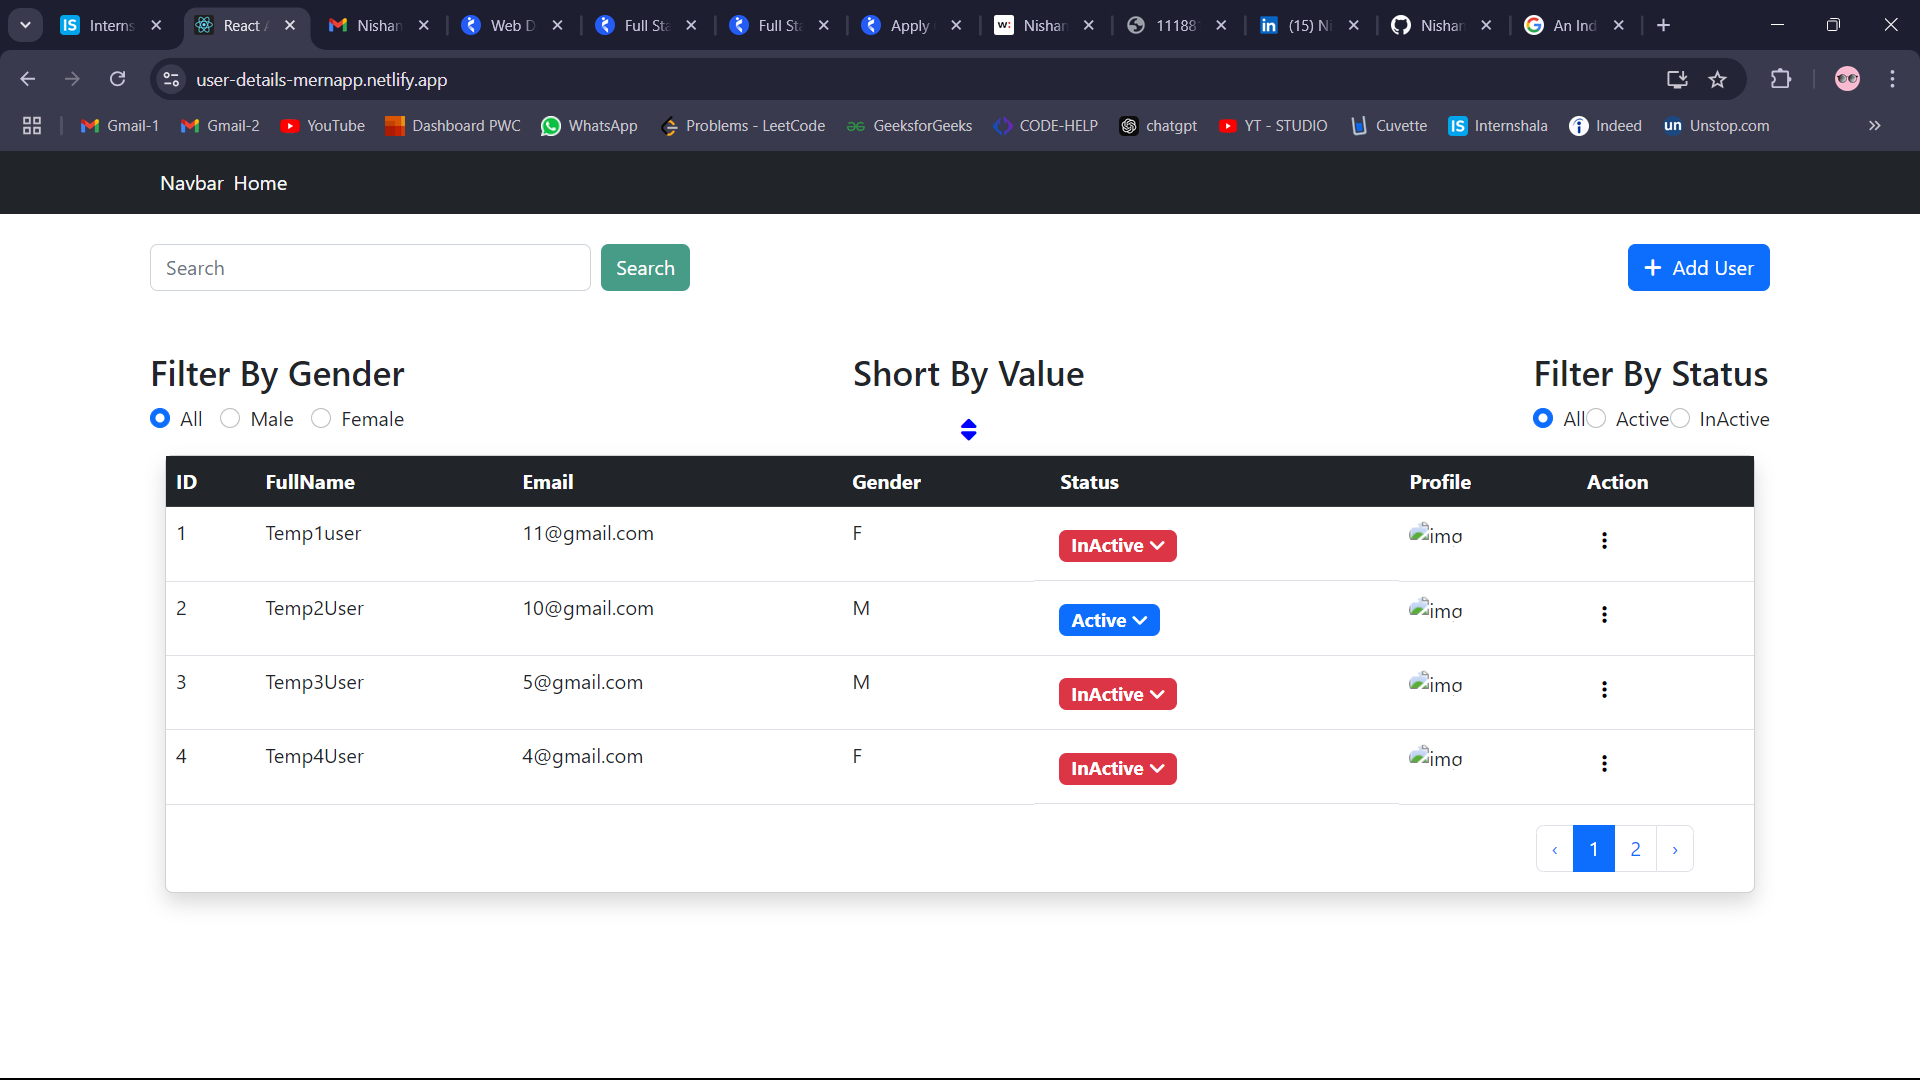 Interns React A Nishan Web D Full Sta Full Sta Apply Nishan 11188 (15) Ni Nishan An Ind
user-details-mernapp.netlify.app
Gmail-1 Gmail-2 YouTube Dashboard PWC WhatsApp Problems - LeetCode GeeksforGeeks CODE-HELP chatgpt YT - STUDIO Cuvette Internshala Indeed Unstop.com
Navbar Home
Search Search + Add User
Filter By Gender Short By Value Filter By Status
All Male Female All Active InActive
ID FullName Email Gender Status Profile Action
1 Temp1user 11@gmail.com F InActive img
2 Temp2User 10@gmail.com M Active img
3 Temp3User 5@gmail.com M InActive img
4 Temp4User 4@gmail.com F InActive img
‹ 1 2 ›